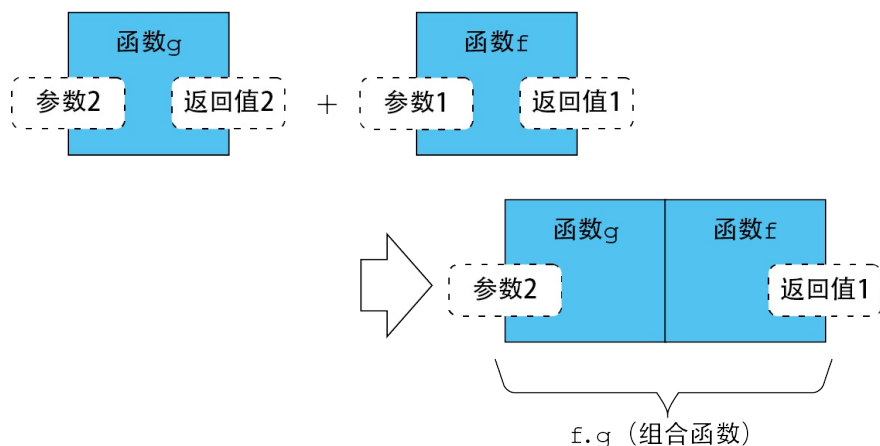 函数g 函数f
参数2 返回值2 + 参数1 返回值1
函数g 函数f
参数2 返回值1
f.g (组合函数)